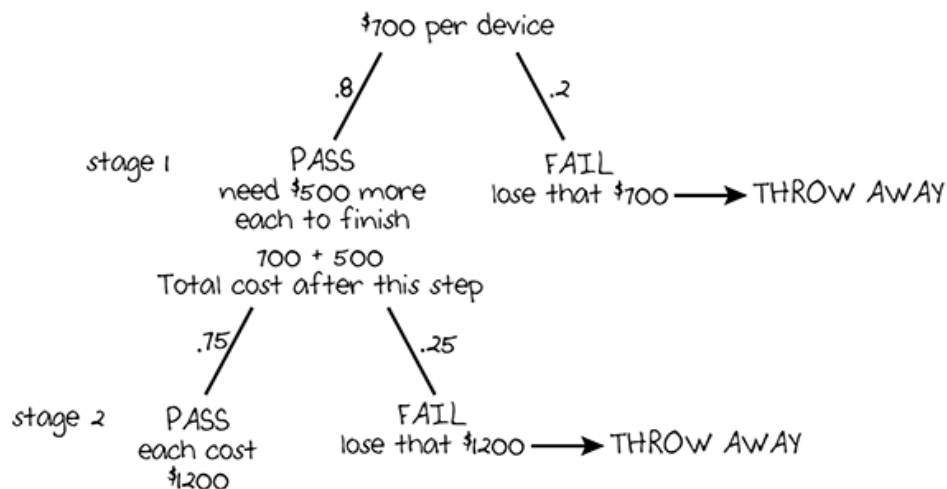 $700 per device
.8
.2
stage 1
PASS
need $500 more
each to finish
FAIL
lose that $700
THROW AWAY
700 + 500
Total cost after this step
.75
.25
stage 2
PASS
each cost
$1200
FAIL
lose that $1200
THROW AWAY